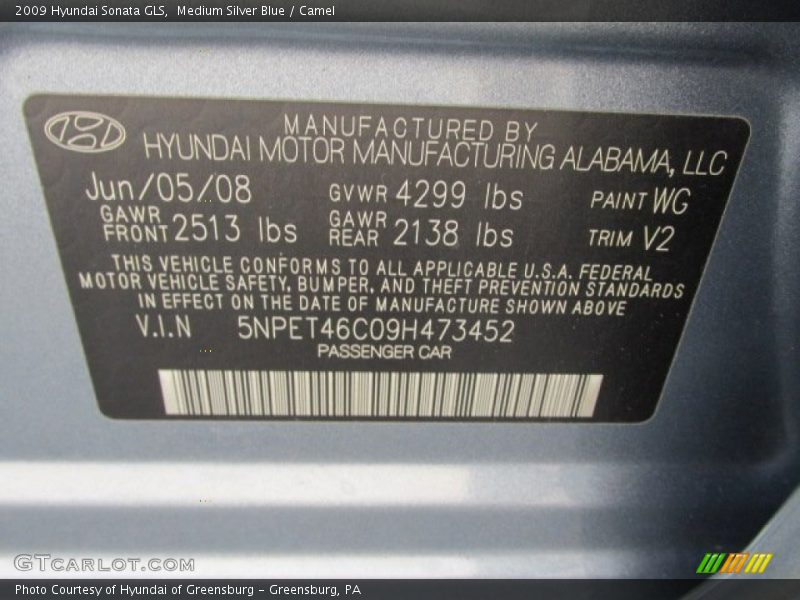 2009 Hyundai Sonata GLS, Medium Silver Blue / Camel
MANUFACTURED BY
HYUNDAI MOTOR MANUFACTURING ALABAMA, LLC
Jun/05/08 GVWR 4299 lbs PAINT WG
GAWR FRONT 2513 lbs GAWR REAR 2138 lbs TRIM V2
THIS VEHICLE CONFORMS TO ALL APPLICABLE U.S.A. FEDERAL
MOTOR VEHICLE SAFETY, BUMPER, AND THEFT PREVENTION STANDARDS
IN EFFECT ON THE DATE OF MANUFACTURE SHOWN ABOVE
V.I.N 5NPET46C09H473452
PASSENGER CAR
GTCARLOT.COM
Photo Courtesy of Hyundai of Greensburg - Greensburg, PA